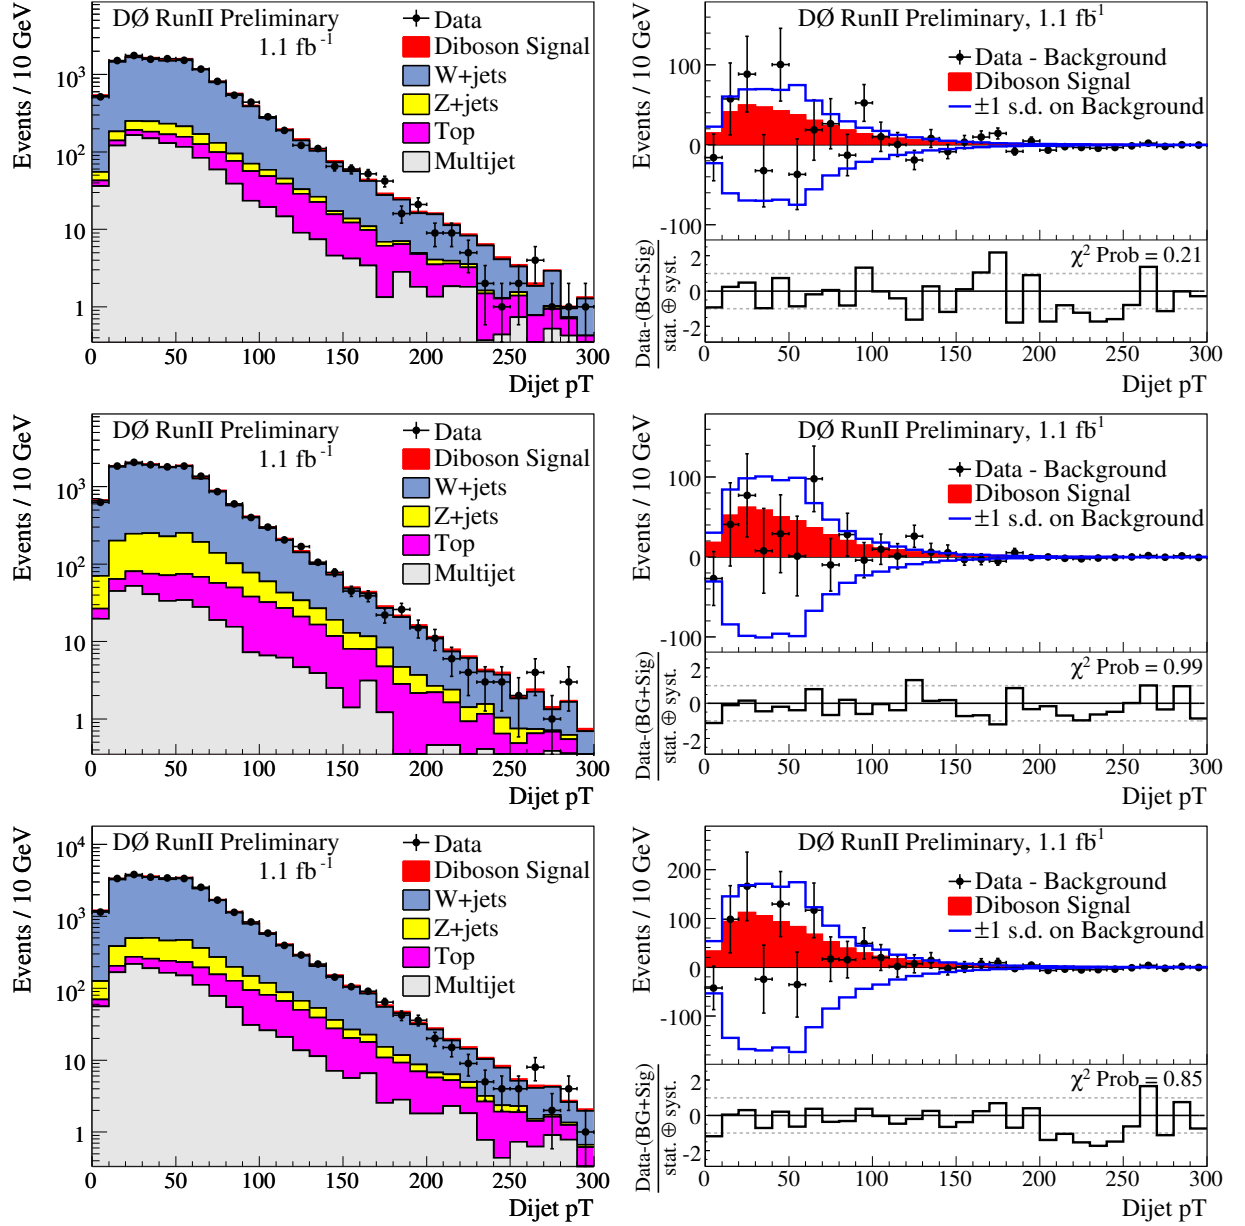 DØ RunII Preliminary
1.1 fb⁻¹
Data
Diboson Signal
W+jets
Z+jets
Top
Multijet
Events / 10 GeV
10³
10²
10
1
0 50 100 150 200 250 300
Dijet pT
DØ RunII Preliminary, 1.1 fb⁻¹
Data - Background
Diboson Signal
±1 s.d. on Background
Events / 10 GeV
100
0
-100
χ² Prob = 0.21
Data-(BG+Sig)
stat. ⊕ syst.
2
0
-2
0 50 100 150 200 250 300
Dijet pT
DØ RunII Preliminary
1.1 fb⁻¹
Data
Diboson Signal
W+jets
Z+jets
Top
Multijet
Events / 10 GeV
10³
10²
10
1
0 50 100 150 200 250 300
Dijet pT
DØ RunII Preliminary, 1.1 fb⁻¹
Data - Background
Diboson Signal
±1 s.d. on Background
Events / 10 GeV
100
0
-100
χ² Prob = 0.99
Data-(BG+Sig)
stat. ⊕ syst.
2
0
-2
0 50 100 150 200 250 300
Dijet pT
DØ RunII Preliminary
1.1 fb⁻¹
Data
Diboson Signal
W+jets
Z+jets
Top
Multijet
Events / 10 GeV
10⁴
10³
10²
10
1
0 50 100 150 200 250 300
Dijet pT
DØ RunII Preliminary, 1.1 fb⁻¹
Data - Background
Diboson Signal
±1 s.d. on Background
Events / 10 GeV
200
100
0
-100
χ² Prob = 0.85
Data-(BG+Sig)
stat. ⊕ syst.
2
0
-2
0 50 100 150 200 250 300
Dijet pT